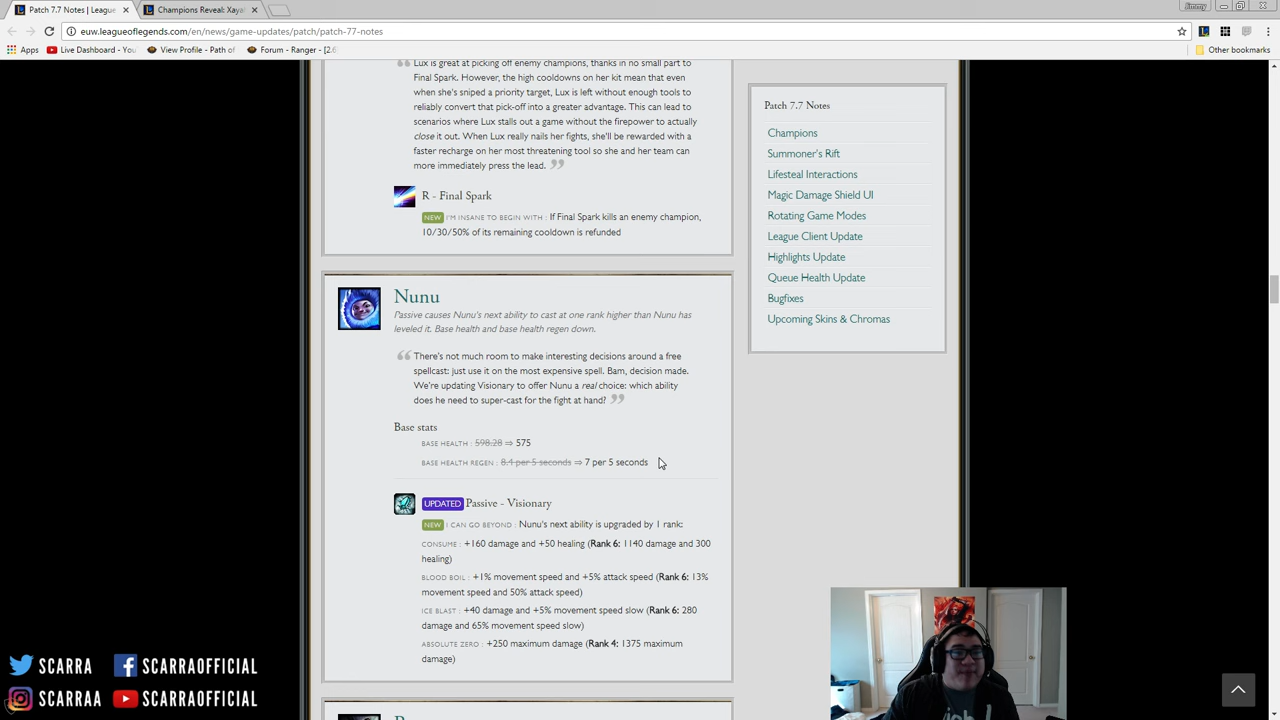 Patch 7.7 Notes | Leagu
Champions Reveal: Xaya
Jimmy
euw.leagueoflegends.com/en/news/game-updates/patch/patch-77-notes
Apps
Live Dashboard - You
View Profile - Path of
Forum - Ranger - [2.6
Other bookmarks
Lux is great at picking off enemy champions, thanks in no small part to
Final Spark. However, the high cooldowns on her kit mean that even
when she's sniped a priority target, Lux is left without enough tools to
reliably convert that pick-off into a greater advantage. This can lead to
scenarios where Lux stalls out a game without the firepower to actually
close it out. When Lux really nails her fights, she'll be rewarded with a
faster recharge on her most threatening tool so she and her team can
more immediately press the lead.
R - Final Spark
NEW I'M INSANE TO BEGIN WITH : If Final Spark kills an enemy champion,
10/30/50% of its remaining cooldown is refunded
Nunu
Passive causes Nunu's next ability to cast at one rank higher than Nunu has
leveled it. Base health and base health regen down.
There's not much room to make interesting decisions around a free
spellcast: just use it on the most expensive spell. Bam, decision made.
We're updating Visionary to offer Nunu a real choice: which ability
does he need to super-cast for the fight at hand?
Base stats
BASE HEALTH : 598.28 ⇒ 575
BASE HEALTH REGEN : 8.4 per 5 seconds ⇒ 7 per 5 seconds
UPDATED Passive - Visionary
NEW I CAN GO BEYOND : Nunu's next ability is upgraded by 1 rank:
CONSUME : +160 damage and +50 healing (Rank 6: 1140 damage and 300
healing)
BLOOD BOIL : +1% movement speed and +5% attack speed (Rank 6: 13%
movement speed and 50% attack speed)
ICE BLAST : +40 damage and +5% movement speed slow (Rank 6: 280
damage and 65% movement speed slow)
ABSOLUTE ZERO : +250 maximum damage (Rank 4: 1375 maximum
damage)
Patch 7.7 Notes
Champions
Summoner's Rift
Lifesteal Interactions
Magic Damage Shield UI
Rotating Game Modes
League Client Update
Highlights Update
Queue Health Update
Bugfixes
Upcoming Skins & Chromas
SCARRA
SCARRAOFFICIAL
SCARRAA
SCARRAOFFICIAL